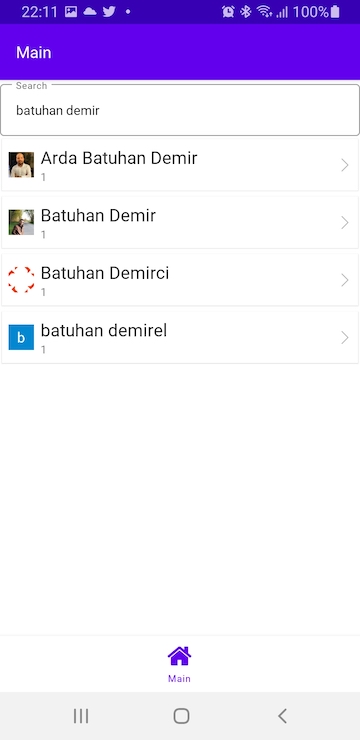 22:11 100%
Main
Search
batuhan demir
Arda Batuhan Demir
1
Batuhan Demir
1
Batuhan Demirci
1
b batuhan demirel
1
Main